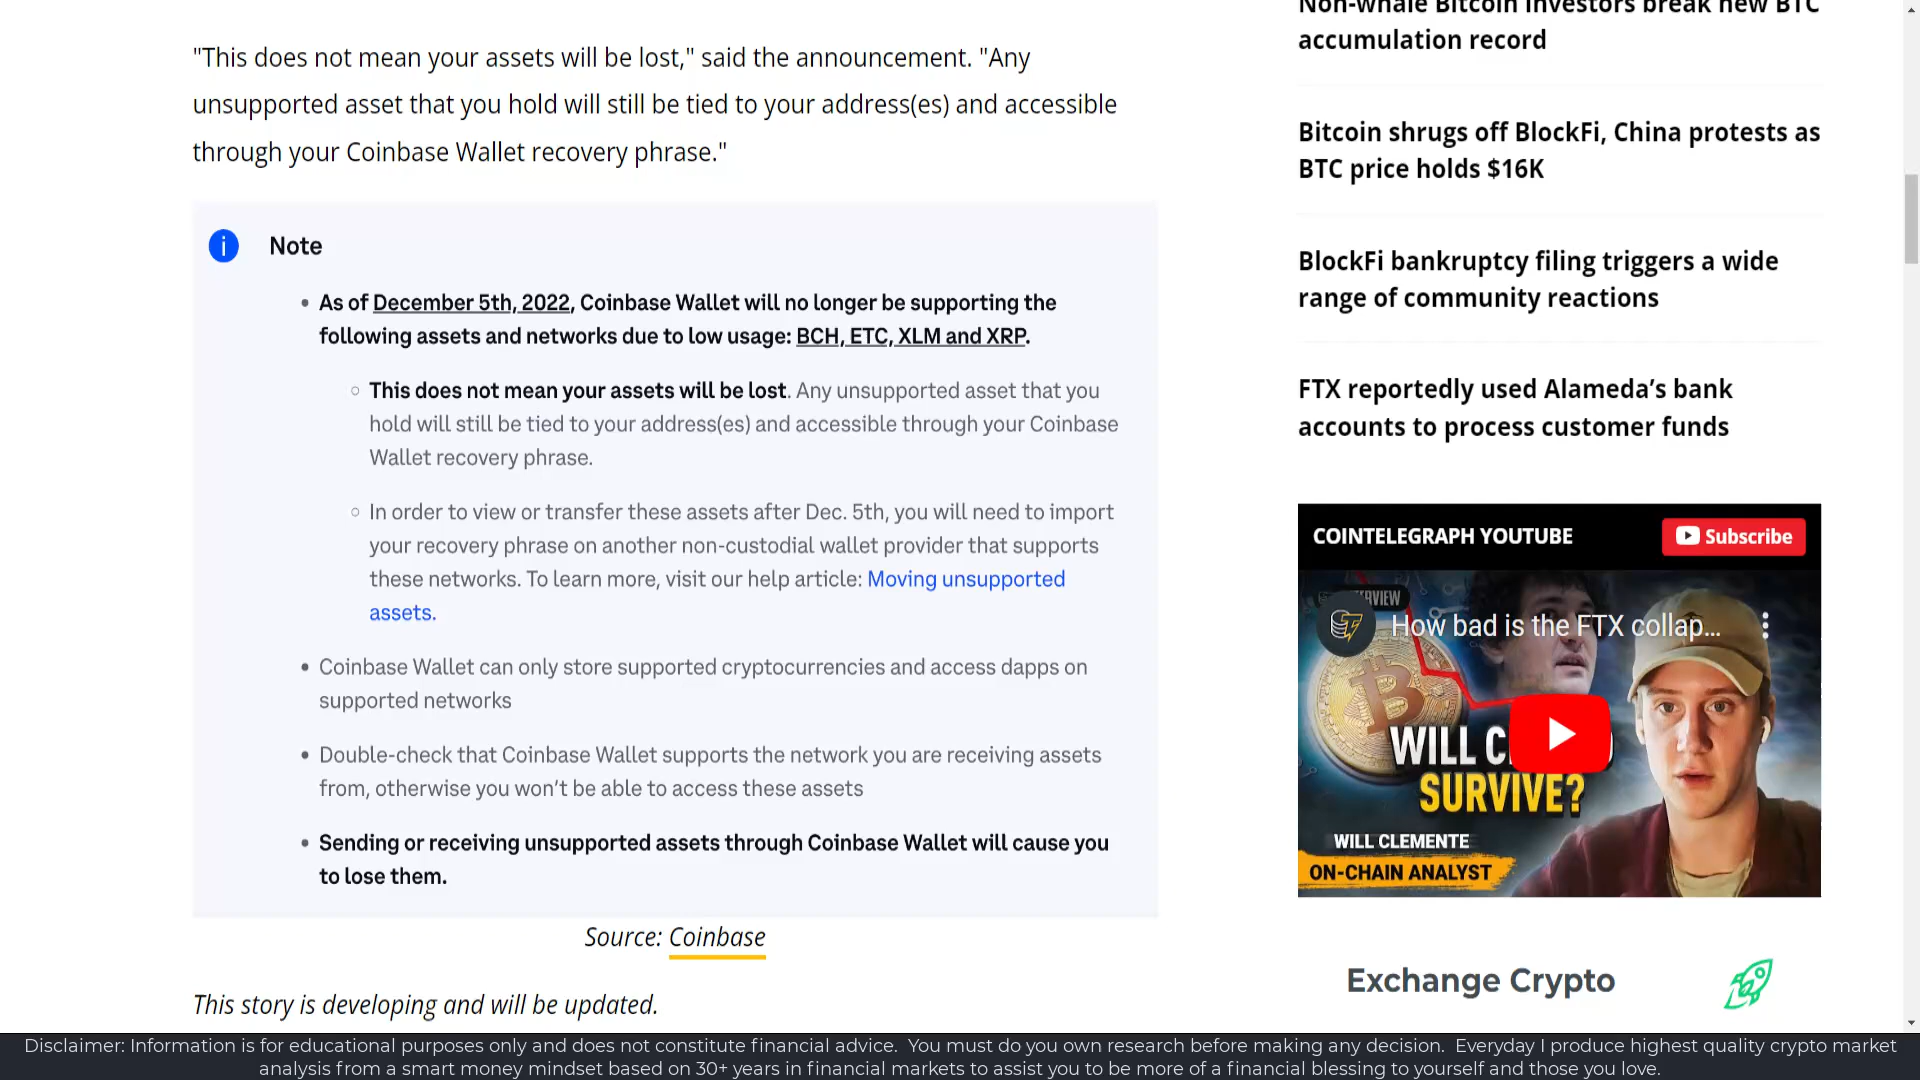 "This does not mean your assets will be lost," said the announcement. "Any
unsupported asset that you hold will still be tied to your address(es) and accessible
through your Coinbase Wallet recovery phrase."
Note
• As of December 5th, 2022, Coinbase Wallet will no longer be supporting the
following assets and networks due to low usage: BCH, ETC, XLM and XRP.
○ This does not mean your assets will be lost. Any unsupported asset that you
hold will still be tied to your address(es) and accessible through your Coinbase
Wallet recovery phrase.
○ In order to view or transfer these assets after Dec. 5th, you will need to import
your recovery phrase on another non-custodial wallet provider that supports
these networks. To learn more, visit our help article: Moving unsupported
assets.
• Coinbase Wallet can only store supported cryptocurrencies and access dapps on
supported networks
• Double-check that Coinbase Wallet supports the network you are receiving assets
from, otherwise you won't be able to access these assets
• Sending or receiving unsupported assets through Coinbase Wallet will cause you
to lose them.
Source: Coinbase
This story is developing and will be updated.
Non-whale Bitcoin investors break new BTC
accumulation record
Bitcoin shrugs off BlockFi, China protests as
BTC price holds $16K
BlockFi bankruptcy filing triggers a wide
range of community reactions
FTX reportedly used Alameda’s bank
accounts to process customer funds
COINTELEGRAPH YOUTUBE
Subscribe
How bad is the FTX collap...
WILL
SURVIVE?
WILL CLEMENTE
ON-CHAIN ANALYST
Exchange Crypto
Disclaimer: Information is for educational purposes only and does not constitute financial advice. You must do you own research before making any decision. Everyday I produce highest quality crypto market
analysis from a smart money mindset based on 30+ years in financial markets to assist you to be more of a financial blessing to yourself and those you love.